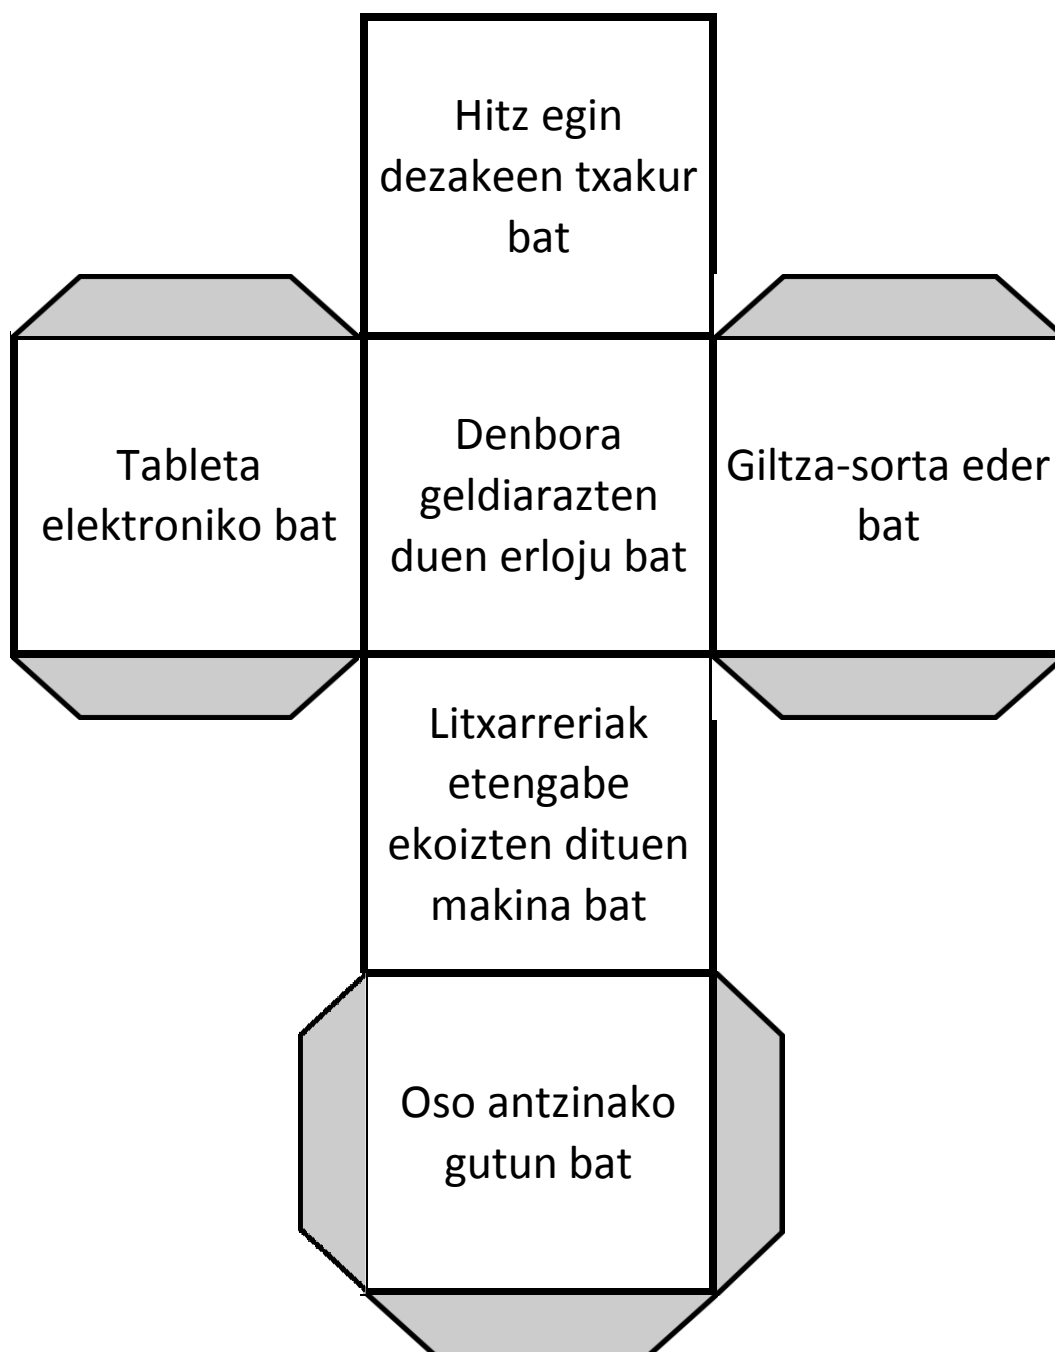 Hitz egin
dezakeen txakur
bat
Tableta
elektroniko bat
Denbora
geldiarazten
duen erloju bat
Giltza-sorta eder
bat
Litxarreriak
etengabe
ekoizten dituen
makina bat
Oso antzinako
gutun bat